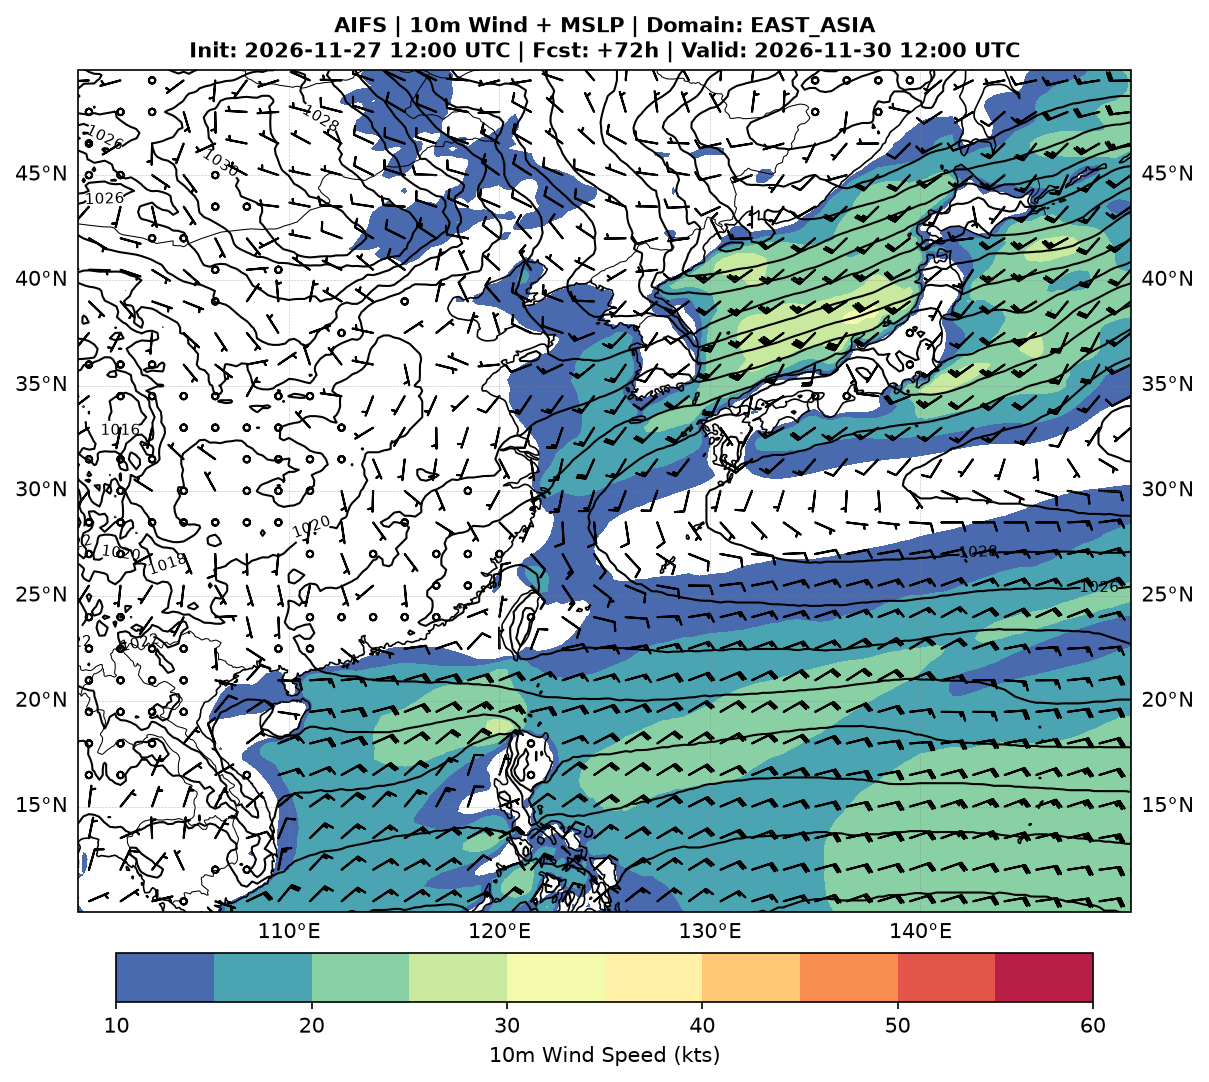 AIFS | 10m Wind + MSLP | Domain: EAST_ASIA
Init: 2026-11-27 12:00 UTC | Fcst: +72h | Valid: 2026-11-30 12:00 UTC
1028
1026
1030
45°N 45°N
1026
40°N 40°N
35°N 35°N
1016
30°N 30°N
1020
1020
1018
1028
1026
25°N 25°N
20°N 20°N
15°N 15°N
110°E 120°E 130°E 140°E
10 20 30 40 50 60
10m Wind Speed (kts)